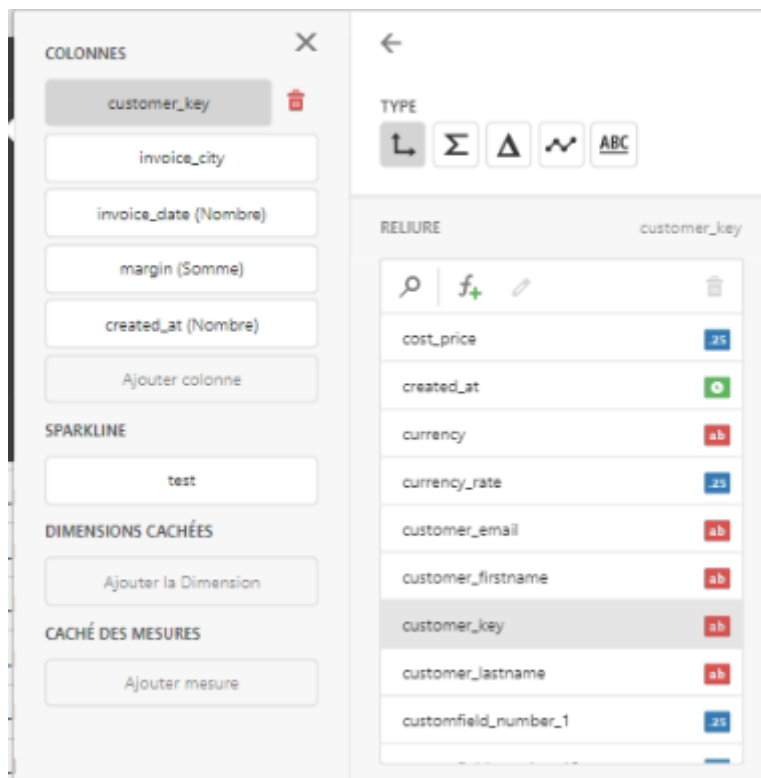 COLONNES
customer_key
invoice_city
invoice_date (Nombre)
margin (Somme)
created_at (Nombre)
Ajouter colonne
SPARKLINE
test
DIMENSIONS CACHÉES
Ajouter la Dimension
CACHÉ DES MESURES
Ajouter mesure
TYPE
Σ Δ ABC
RELIURE customer_key
cost_price .25
created_at
currency ab
currency_rate .25
customer_email ab
customer_firstname ab
customer_key ab
customer_lastname ab
customfield_number_1 .25